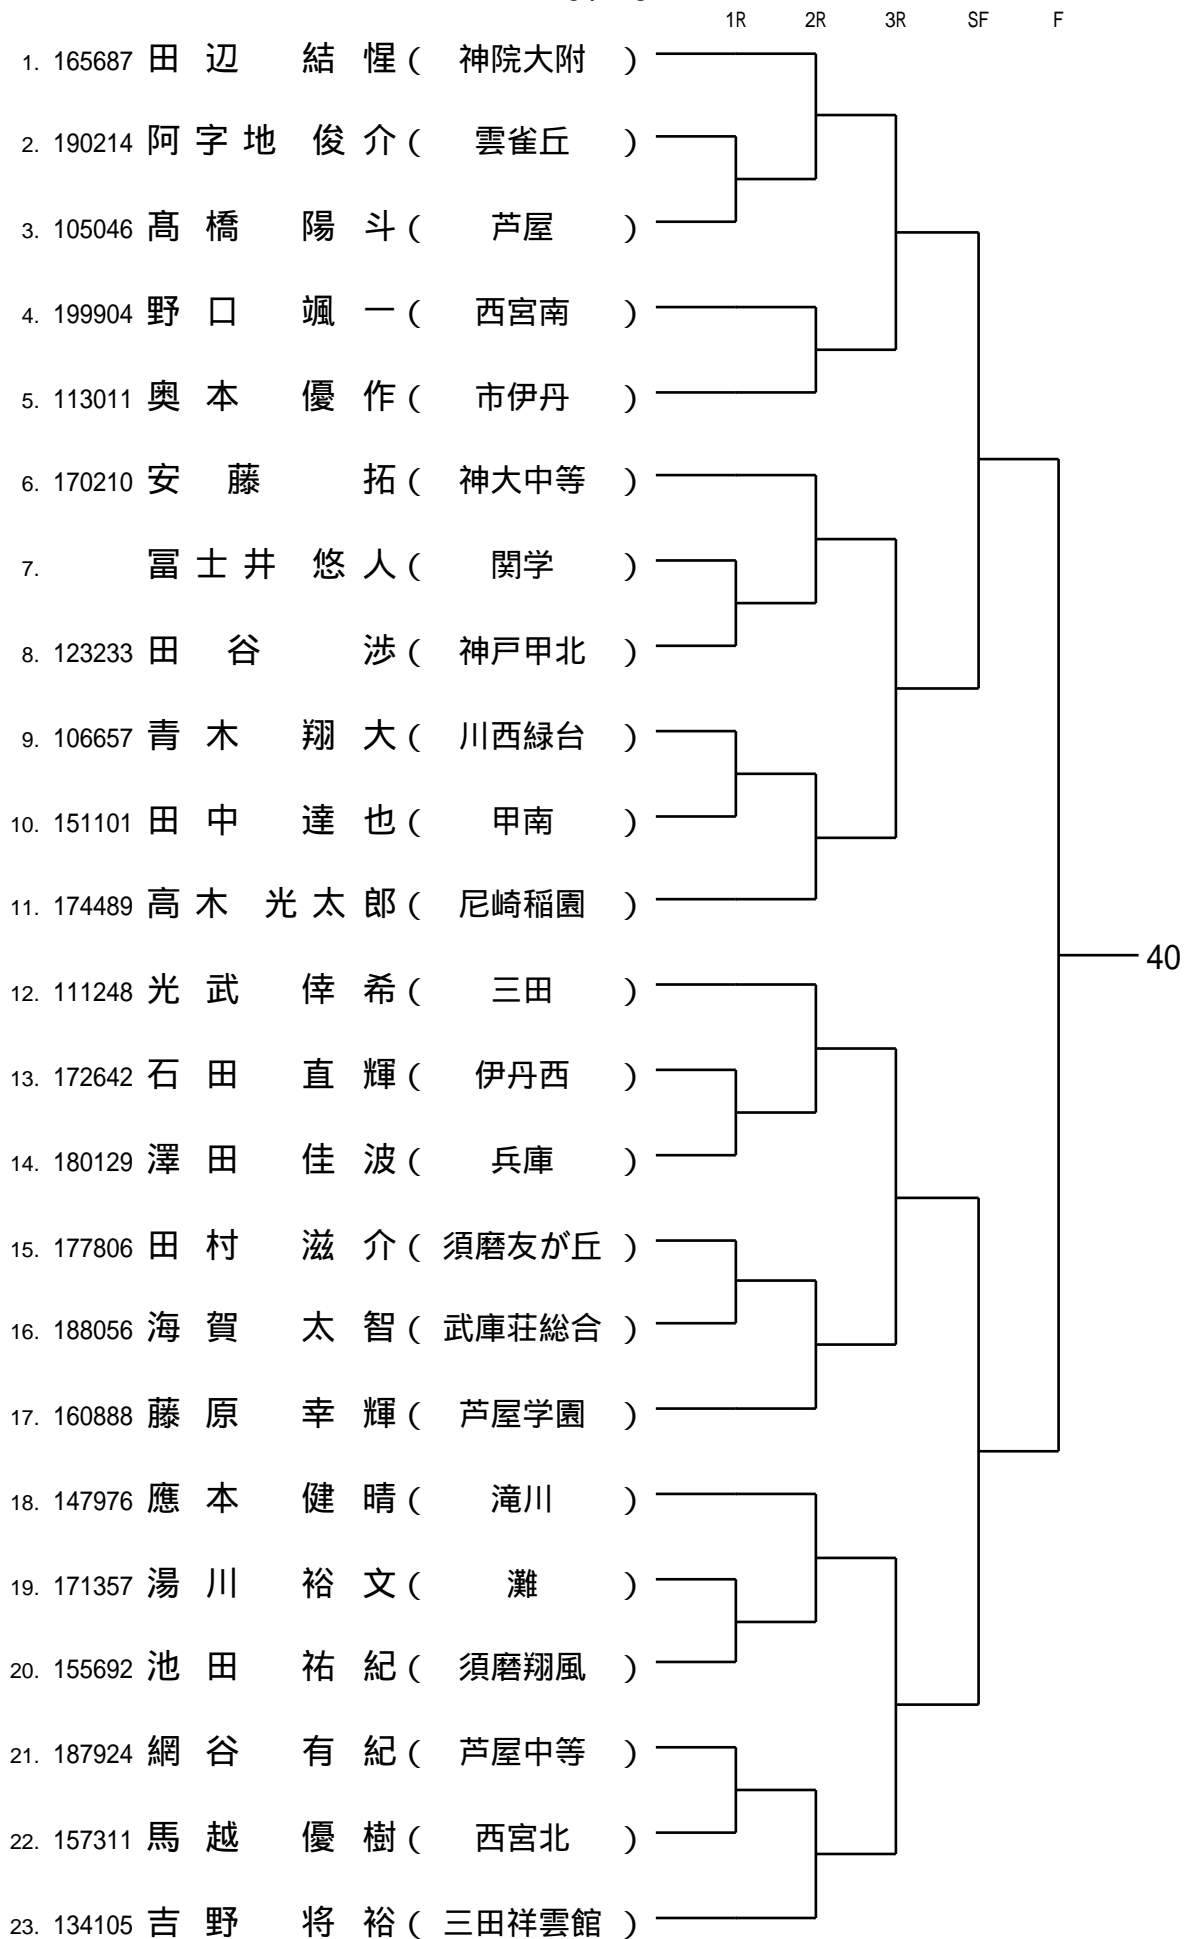 1R 2R 3R SF F
1. 165687 田辺 結惺 ( 神院大附 )
2. 190214 阿字地 俊介 ( 雲雀丘 )
3. 105046 髙橋 陽斗 ( 芦屋 )
4. 199904 野口 颯一 ( 西宮南 )
5. 113011 奥本 優作 ( 市伊丹 )
6. 170210 安藤 拓 ( 神大中等 )
7. 冨士井 悠人 ( 関学 )
8. 123233 田谷 渉 ( 神戸甲北 )
9. 106657 青木 翔大 ( 川西緑台 )
10. 151101 田中 達也 ( 甲南 )
11. 174489 高木 光太郎 ( 尼崎稲園 )
40
12. 111248 光武 倖希 ( 三田 )
13. 172642 石田 直輝 ( 伊丹西 )
14. 180129 澤田 佳波 ( 兵庫 )
15. 177806 田村 滋介 ( 須磨友が丘 )
16. 188056 海賀 太智 ( 武庫荘総合 )
17. 160888 藤原 幸輝 ( 芦屋学園 )
18. 147976 應本 健晴 ( 滝川 )
19. 171357 湯川 裕文 ( 灘 )
20. 155692 池田 祐紀 ( 須磨翔風 )
21. 187924 網谷 有紀 ( 芦屋中等 )
22. 157311 馬越 優樹 ( 西宮北 )
23. 134105 吉野 将裕 ( 三田祥雲館 )